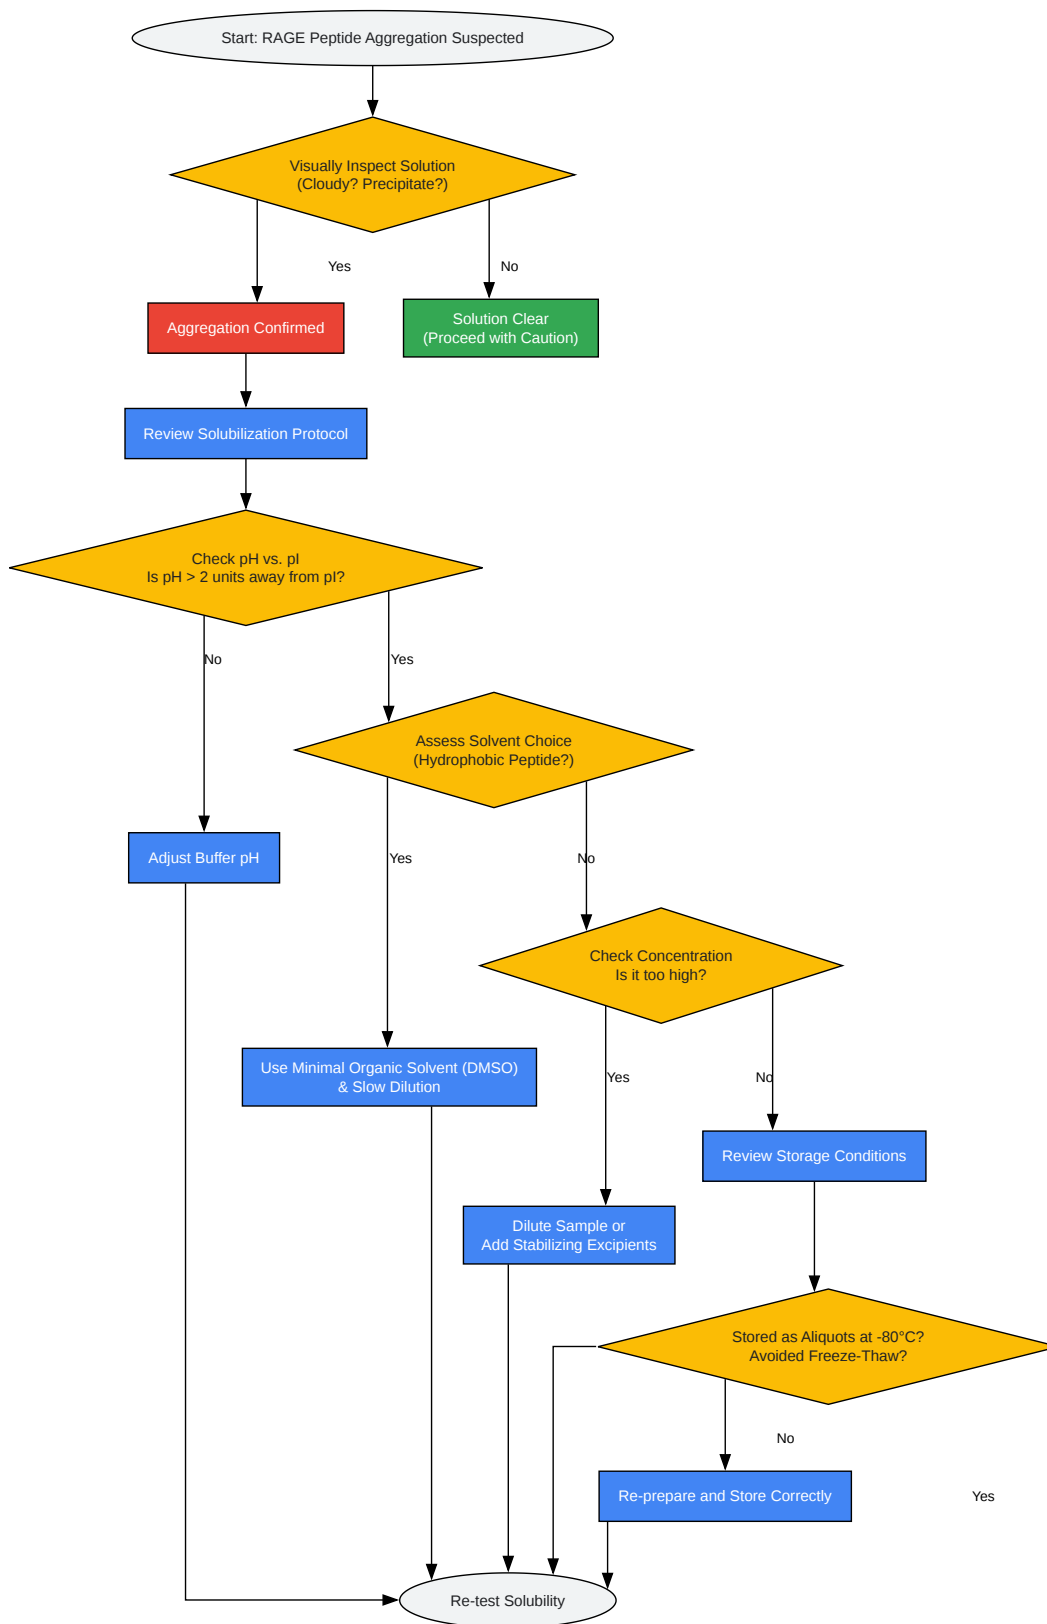 Start: RAGE Peptide Aggregation Suspected
Visually Inspect Solution
(Cloudy? Precipitate?)
Yes
No
Aggregation Confirmed
Solution Clear
(Proceed with Caution)
Review Solubilization Protocol
Check pH vs. pI
Is pH > 2 units away from pI?
No
Yes
Assess Solvent Choice
(Hydrophobic Peptide?)
Adjust Buffer pH
Yes
No
Check Concentration
Is it too high?
Use Minimal Organic Solvent (DMSO)
& Slow Dilution
Yes
No
Review Storage Conditions
Dilute Sample or
Add Stabilizing Excipients
Stored as Aliquots at -80°C?
Avoided Freeze-Thaw?
No
Re-prepare and Store Correctly
Yes
Re-test Solubility